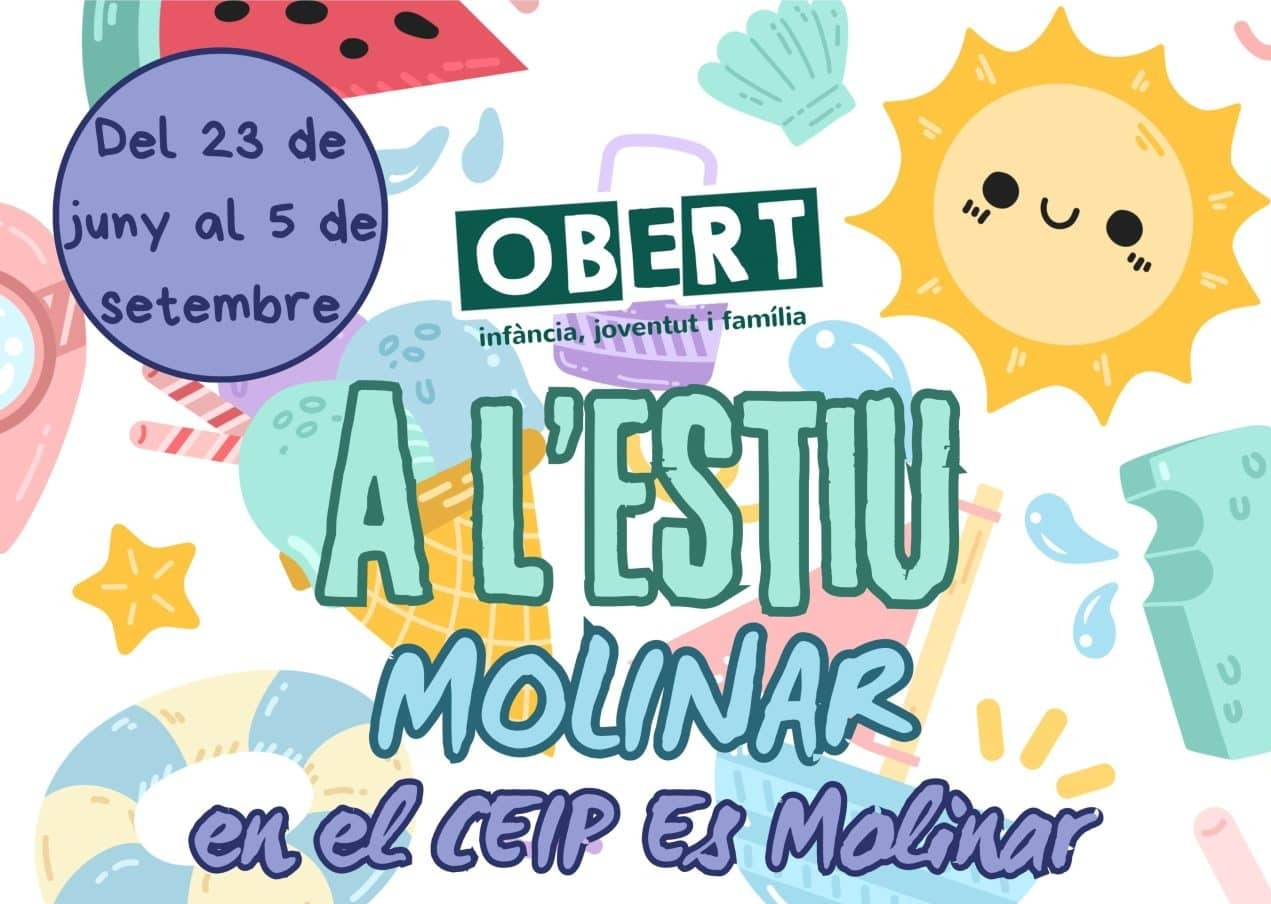 Del 23 de
juny al 5 de
setembre
OBERT
infància, joventut i família
A L'ESTIU
MOLINAR
en el CEIP Es Molinar